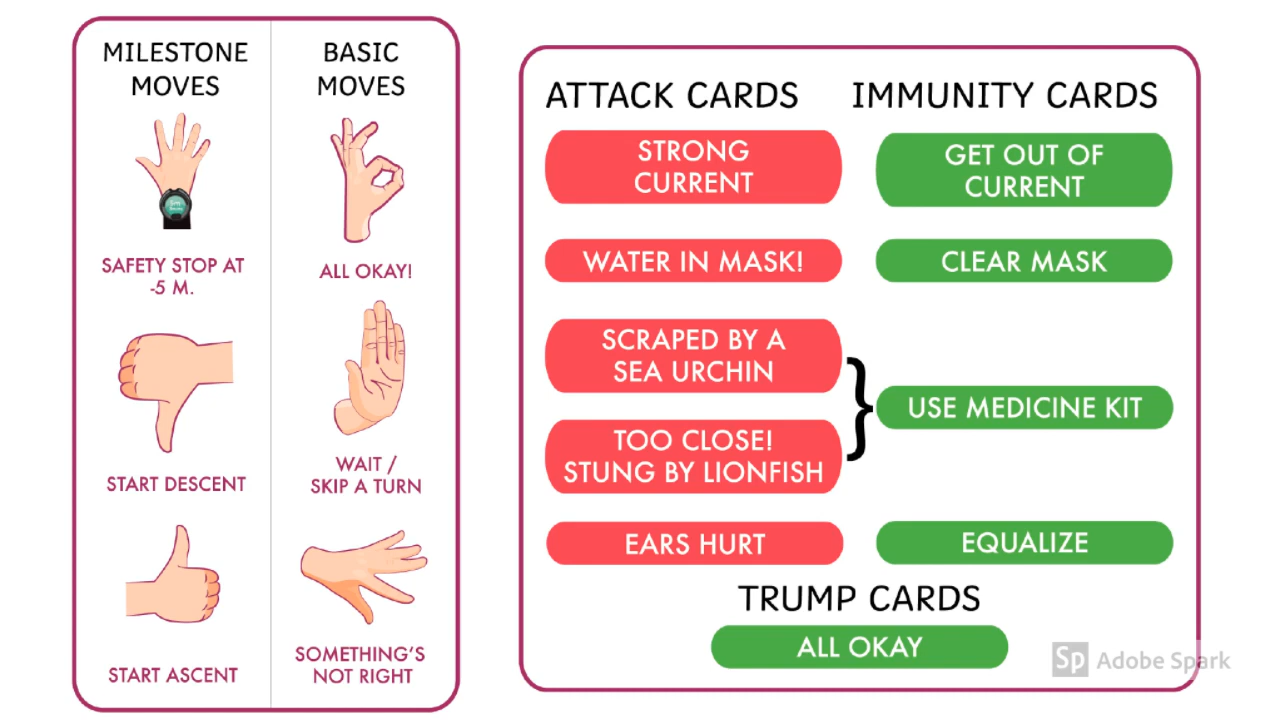 MILESTONE
MOVES
SAFETY STOP AT
-5 M.
START DESCENT
START ASCENT
BASIC
MOVES
ALL OKAY!
WAIT /
SKIP A TURN
SOMETHING'S
NOT RIGHT
ATTACK CARDS
STRONG
CURRENT
WATER IN MASK!
SCRAPED BY A
SEA URCHIN
TOO CLOSE!
STUNG BY LIONFISH
EARS HURT
IMMUNITY CARDS
GET OUT OF
CURRENT
CLEAR MASK
USE MEDICINE KIT
EQUALIZE
TRUMP CARDS
ALL OKAY
Sp Adobe Spark